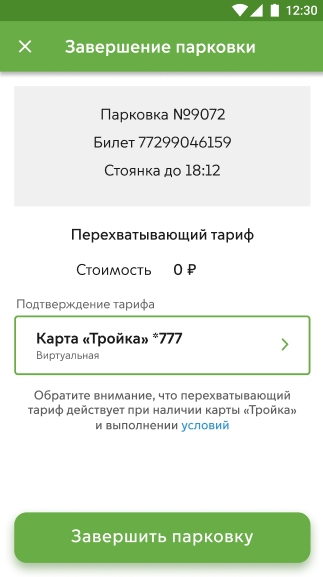 12:30
Завершение парковки
Парковка №9072
Билет 77299046159
Стоянка до 18:12
Перехватывающий тариф
Стоимость 0 ₽
Подтверждение тарифа
Карта «Тройка» *777
Виртуальная
Обратите внимание, что перехватывающий
тариф действует при наличии карты «Тройка»
и выполнении условий
Завершить парковку